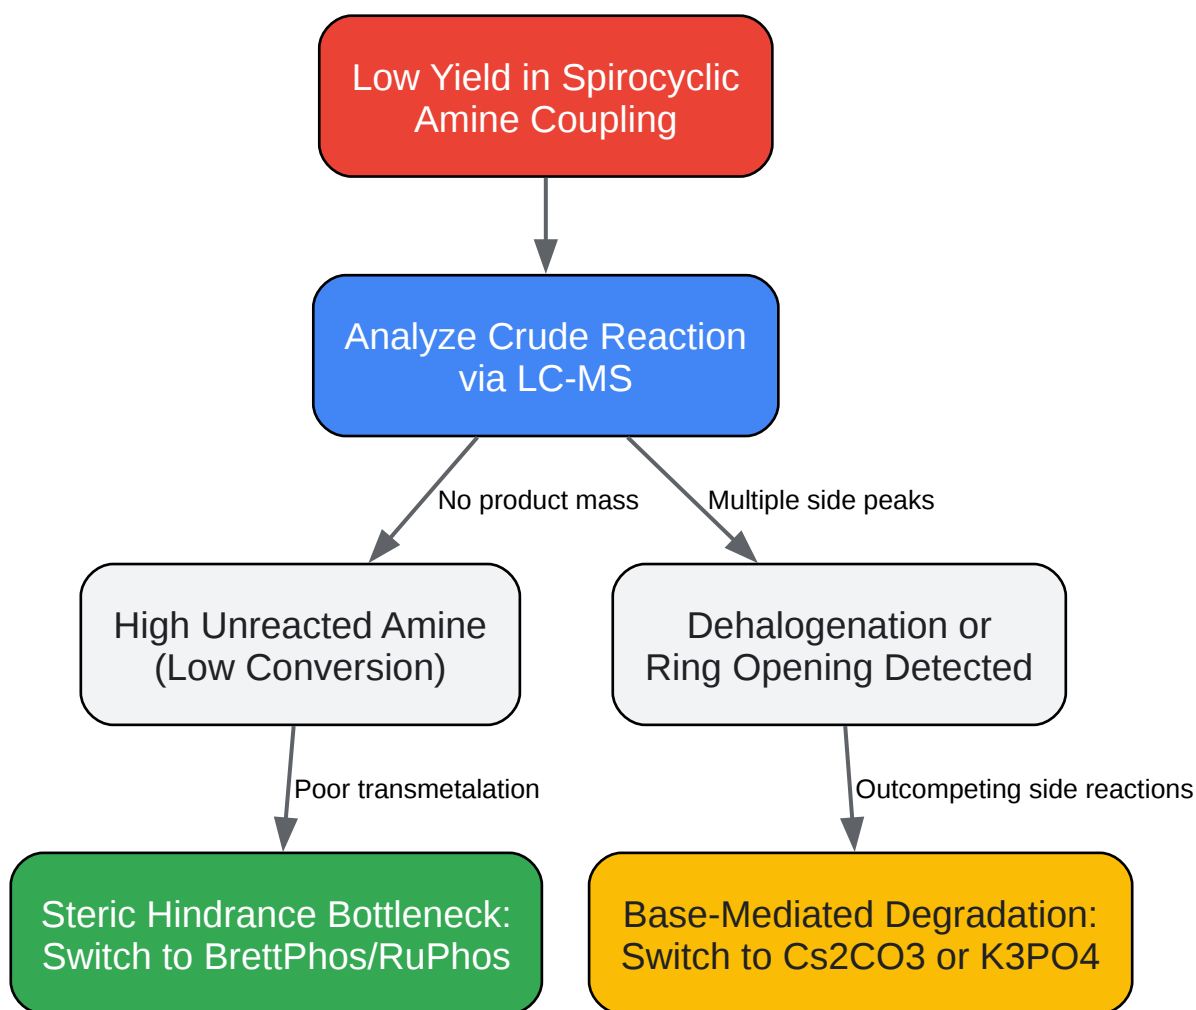 Low Yield in Spirocyclic
Amine Coupling
Analyze Crude Reaction
via LC-MS
No product mass
Multiple side peaks
High Unreacted Amine
(Low Conversion)
Dehalogenation or
Ring Opening Detected
Poor transmetalation
Outcompeting side reactions
Steric Hindrance Bottleneck:
Switch to BrettPhos/RuPhos
Base-Mediated Degradation:
Switch to Cs2CO3 or K3PO4